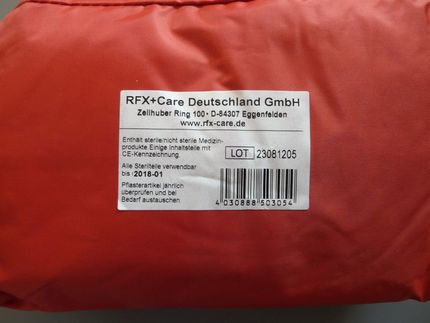 RFX+Care Deutschland GmbH
Zellhuber Ring 100 • D-84307 Eggenfelden
www.rfx-care.de
Enthält sterile/nicht sterile Medizin-
produkte.Einige Inhaltsteile mit
CE-Kennzeichnung.
LOT 23081205
Alle Sterilteile verwendbar
bis :2018-01
Pflasterartikel jährlich
überprüfen und bei
Bedarf austauschen
4 030888 503054